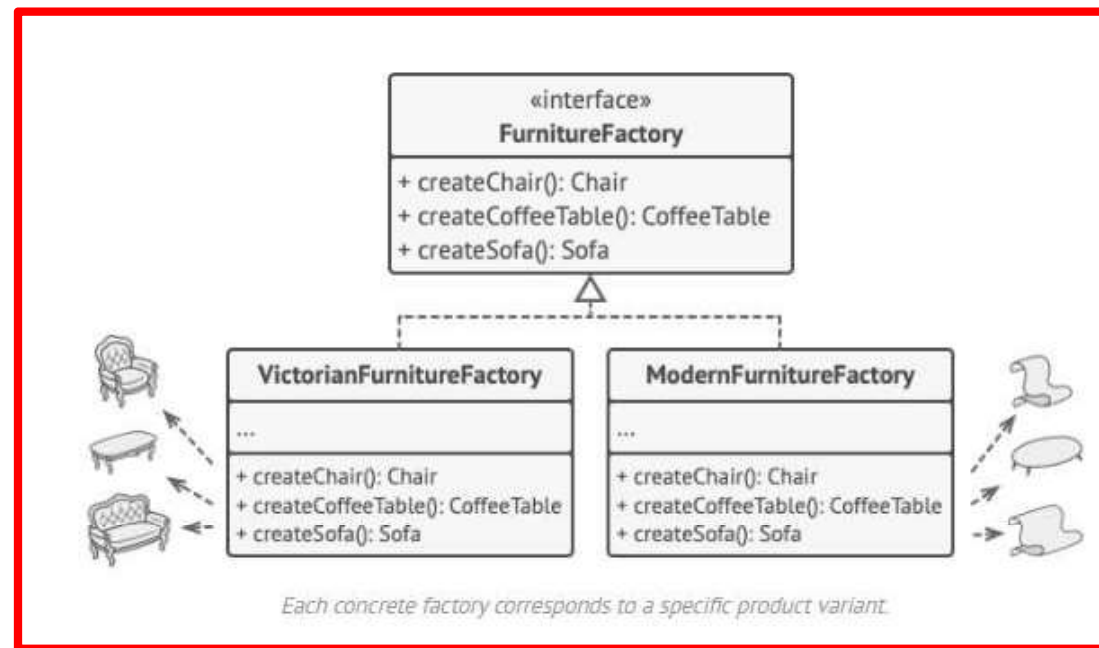 «interface»
FurnitureFactory
+ createChair(): Chair
+ createCoffeeTable(): CoffeeTable
+ createSofa(): Sofa
VictorianFurnitureFactory
...
+ createChair(): Chair
+ createCoffeeTable(): CoffeeTable
+ createSofa(): Sofa
ModernFurnitureFactory
...
+ createChair(): Chair
+ createCoffeeTable(): CoffeeTable
+ createSofa(): Sofa
Each concrete factory corresponds to a specific product variant.